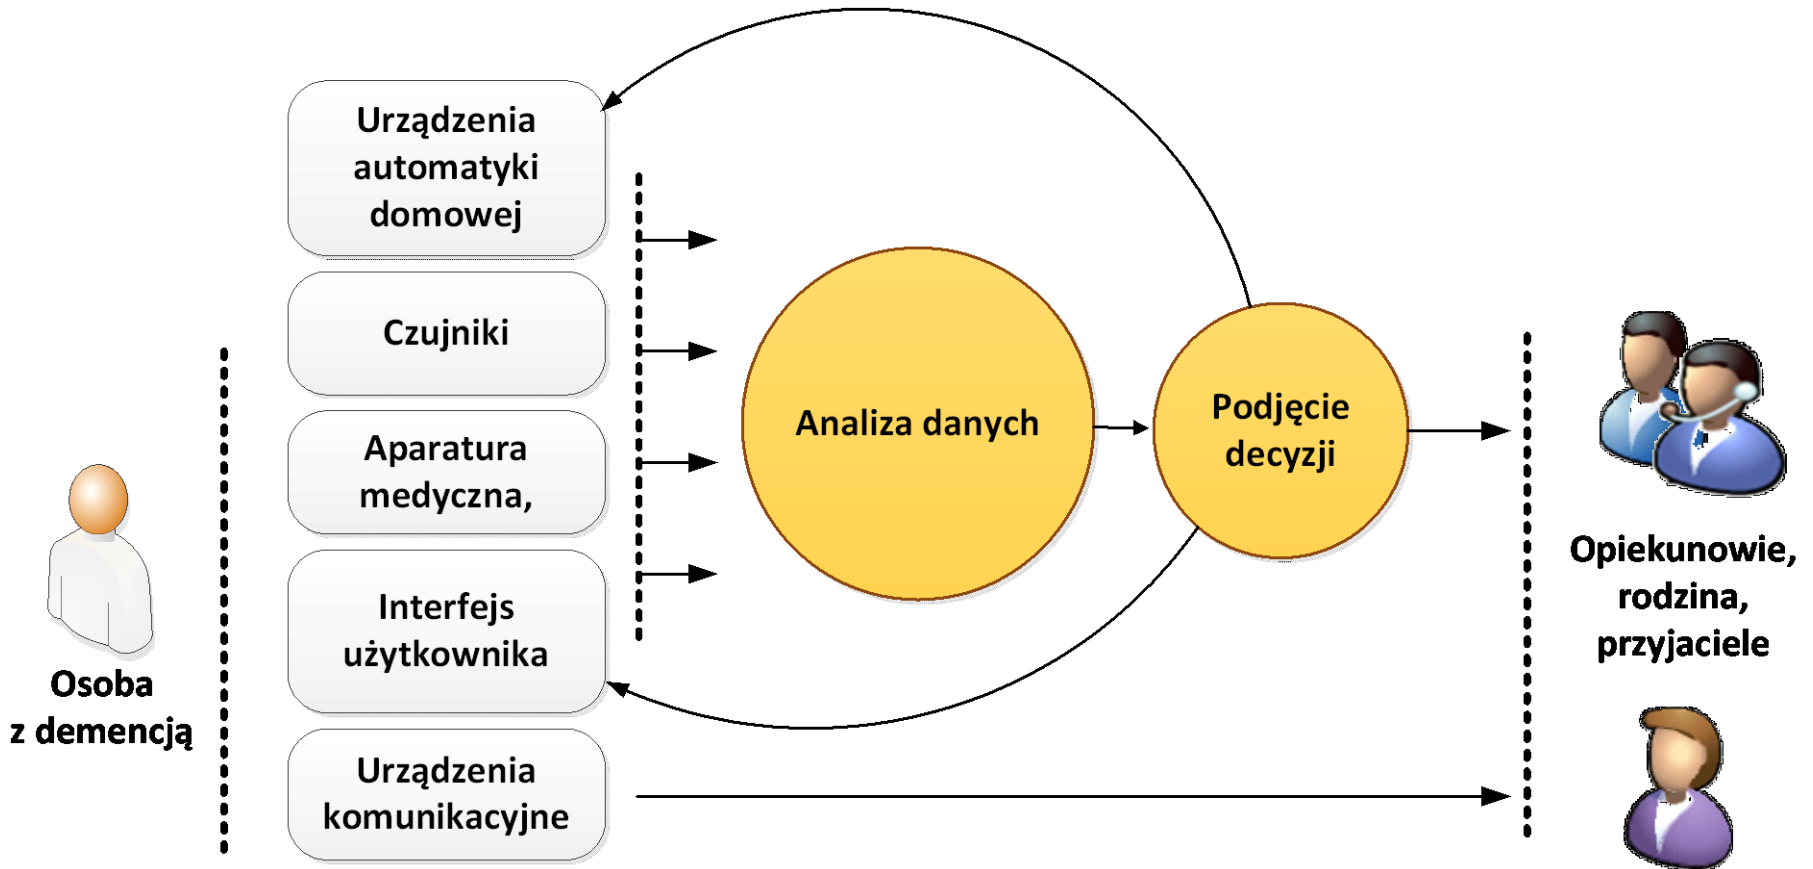 Urządzenia
automatyki
domowej
Czujniki
Aparatura
medyczna,
Interfejs
użytkownika
Urządzenia
komunikacyjne
Osoba
z demencją
Analiza danych
Podjęcie
decyzji
Opiekunowie,
rodzina,
przyjaciele